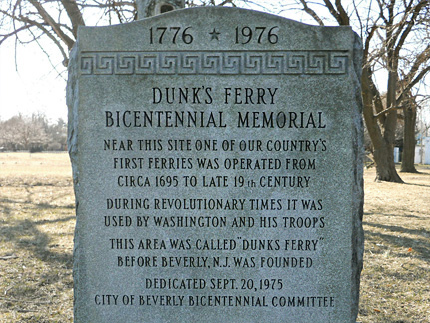 1776 ★ 1976
DUNK'S FERRY
BICENTENNIAL MEMORIAL
NEAR THIS SITE ONE OF OUR COUNTRY'S
FIRST FERRIES WAS OPERATED FROM
CIRCA 1695 TO LATE 19th CENTURY
DURING REVOLUTIONARY TIMES IT WAS
USED BY WASHINGTON AND HIS TROOPS
THIS AREA WAS CALLED "DUNKS FERRY"
BEFORE BEVERLY, N.J. WAS FOUNDED
DEDICATED SEPT. 20, 1975
CITY OF BEVERLY BICENTENNIAL COMMITTEE